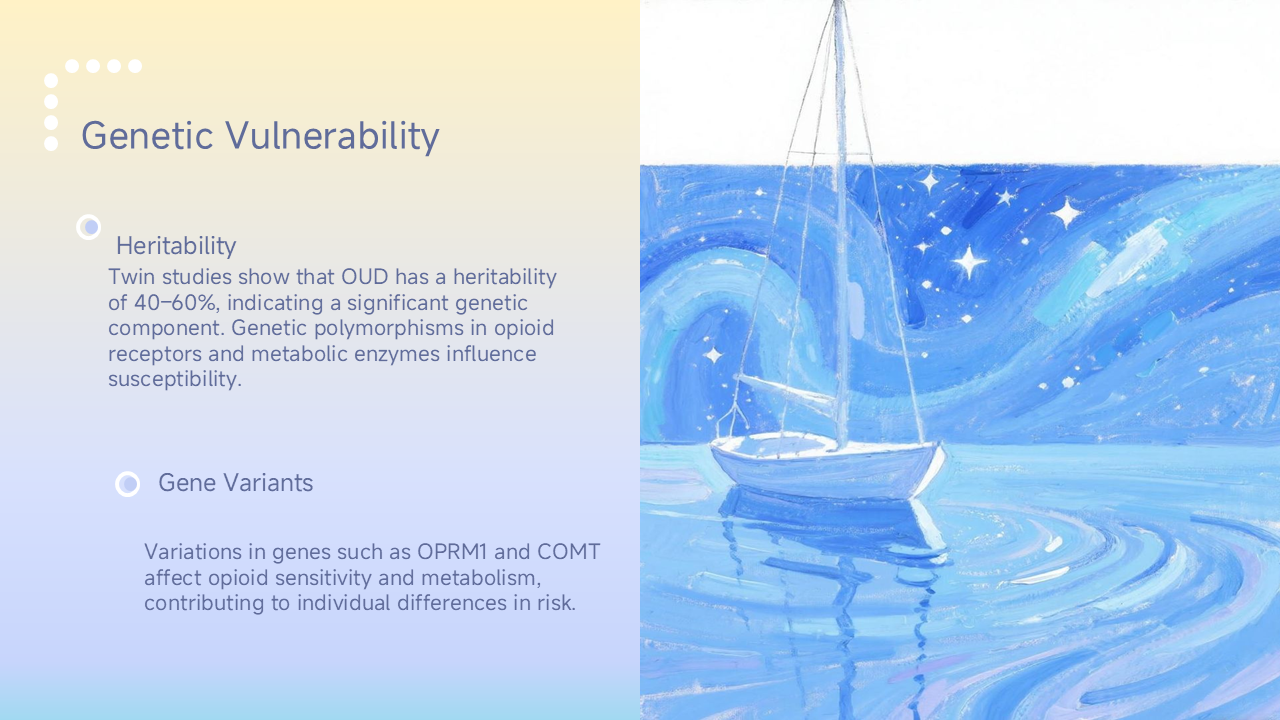 Genetic Vulnerability
Heritability
Twin studies show that OUD has a heritability
of 40–60%, indicating a significant genetic
component. Genetic polymorphisms in opioid
receptors and metabolic enzymes influence
susceptibility.
Gene Variants
Variations in genes such as OPRM1 and COMT
affect opioid sensitivity and metabolism,
contributing to individual differences in risk.